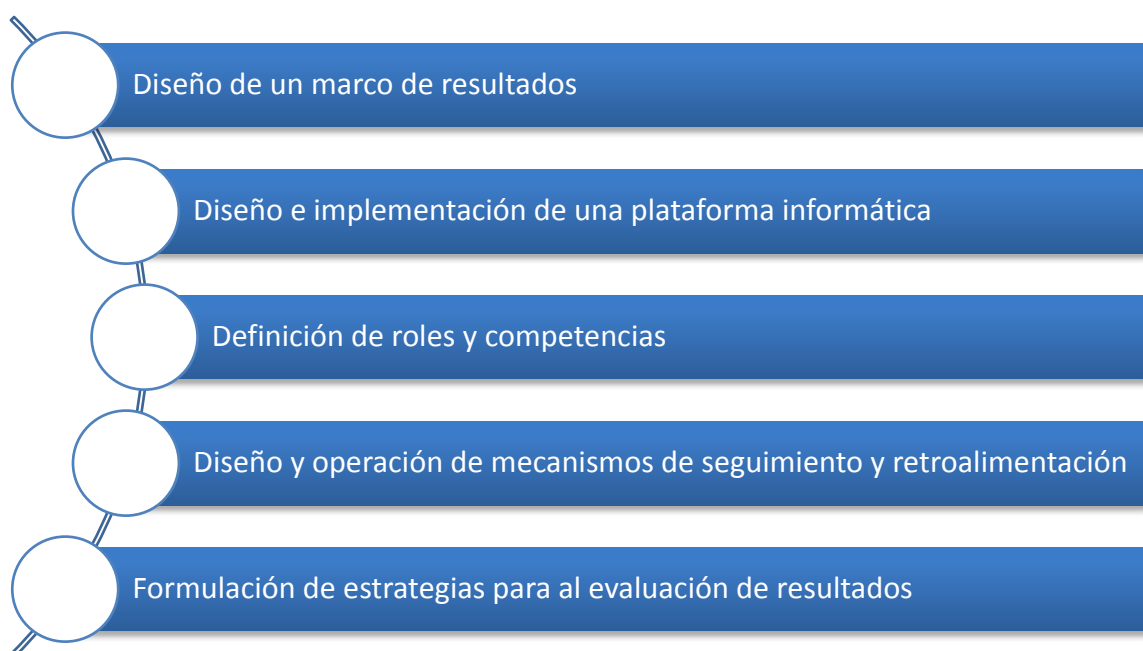 Diseño de un marco de resultados
Diseño e implementación de una plataforma informática
Definición de roles y competencias
Diseño y operación de mecanismos de seguimiento y retroalimentación
Formulación de estrategias para al evaluación de resultados